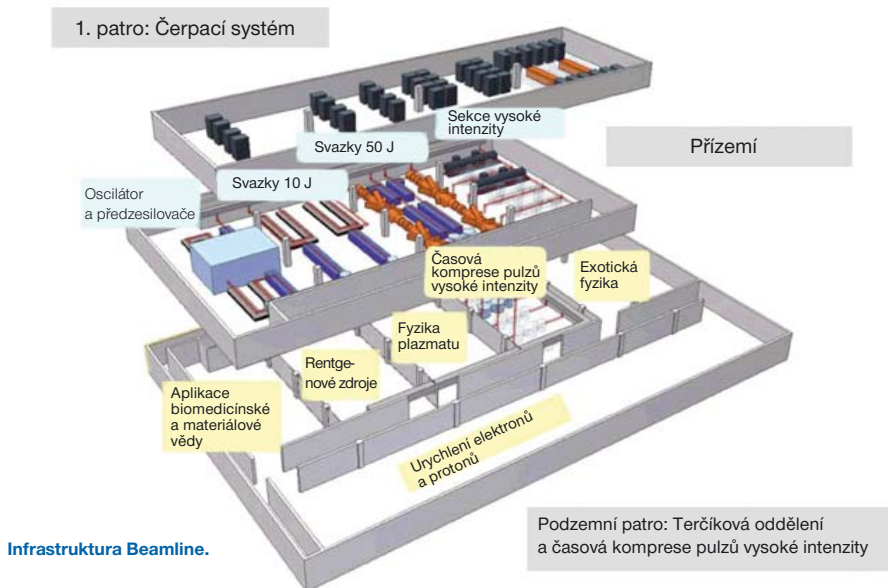 1. patro: Čerpací systém
Sekce vysoké
intenzity
Svazky 50 J
Přízemí
Svazky 10 J
Oscilátor
a předzesilovače
Časová
komprese pulzů
vysoké intenzity
Exotická
fyzika
Fyzika
plazmatu
Rentge-
nové zdroje
Aplikace
biomedicínské
a materiálové
vědy
Urychlení elektronů
a protonů
Podzemní patro: Terčíková oddělení
a časová komprese pulzů vysoké intenzity
Infrastruktura Beamline.